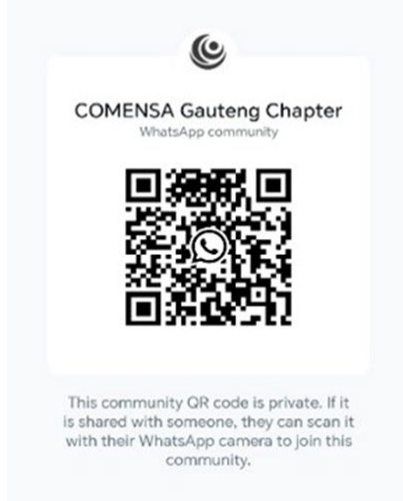 COMENSA Gauteng Chapter
WhatsApp community
This community QR code is private. If it
is shared with someone, they can scan it
with their WhatsApp camera to join this
community.